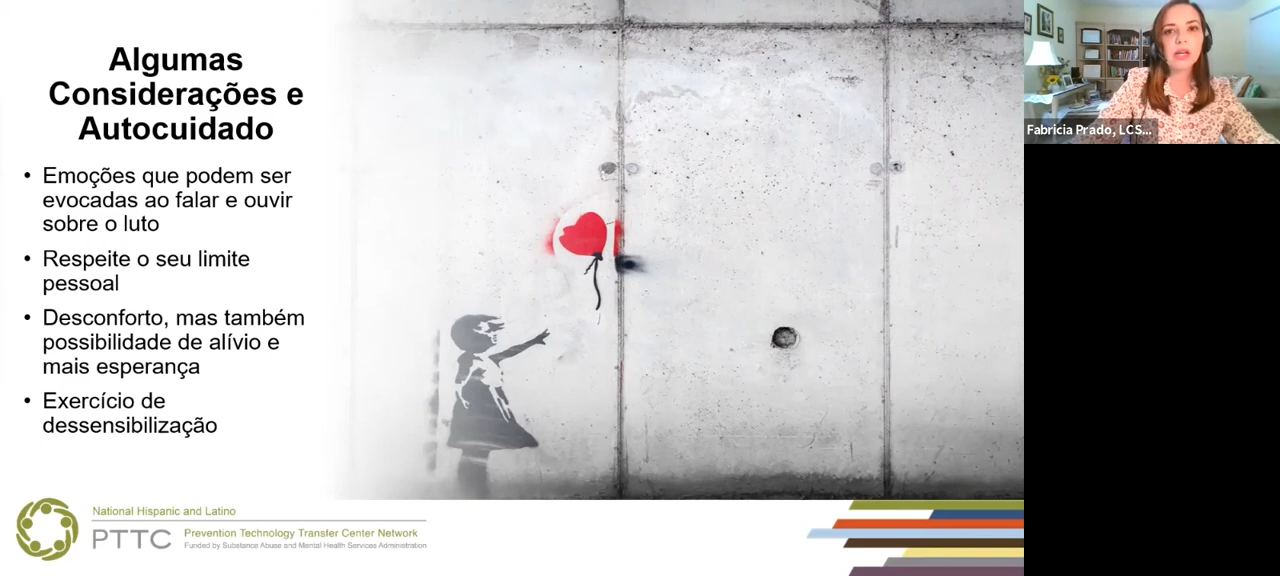 Algumas
Considerações e
Autocuidado
• Emoções que podem ser
evocadas ao falar e ouvir
sobre o luto
• Respeite o seu limite
pessoal
• Desconforto, mas também
possibilidade de alívio e
mais esperança
• Exercício de
dessensibilização
National Hispanic and Latino
PTTC
Prevention Technology Transfer Center Network
Funded by Substance Abuse and Mental Health Services Administration
Fabricia Prado, LCS...